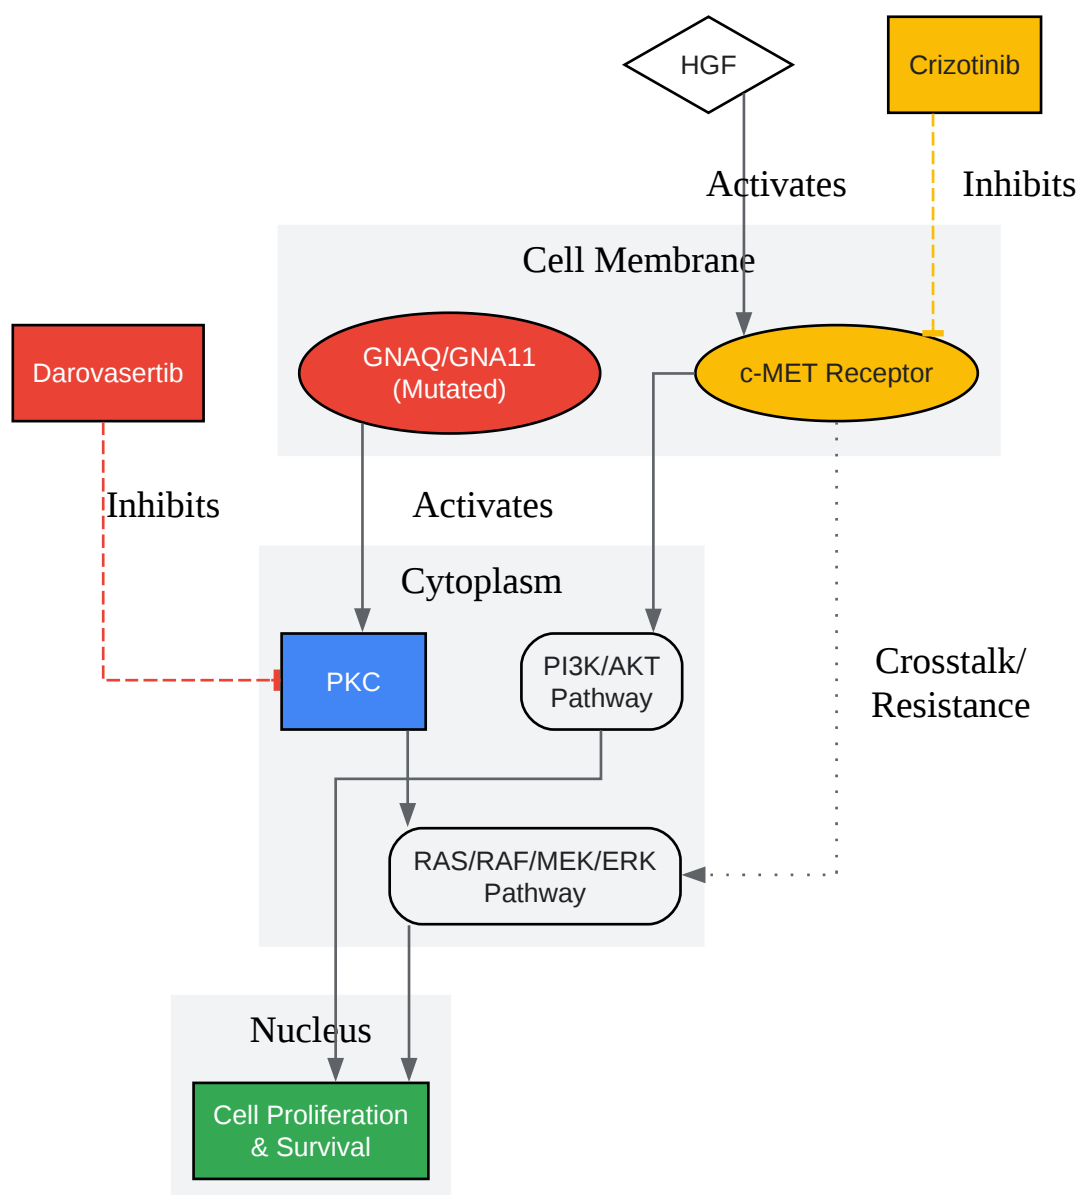 HGF
Crizotinib
Activates
Inhibits
Cell Membrane
Darovasertib
GNAQ/GNA11
(Mutated)
c-MET Receptor
Inhibits
Activates
Cytoplasm
PKC
PI3K/AKT
Pathway
Crosstalk/
Resistance
RAS/RAF/MEK/ERK
Pathway
Nucleus
Cell Proliferation
& Survival